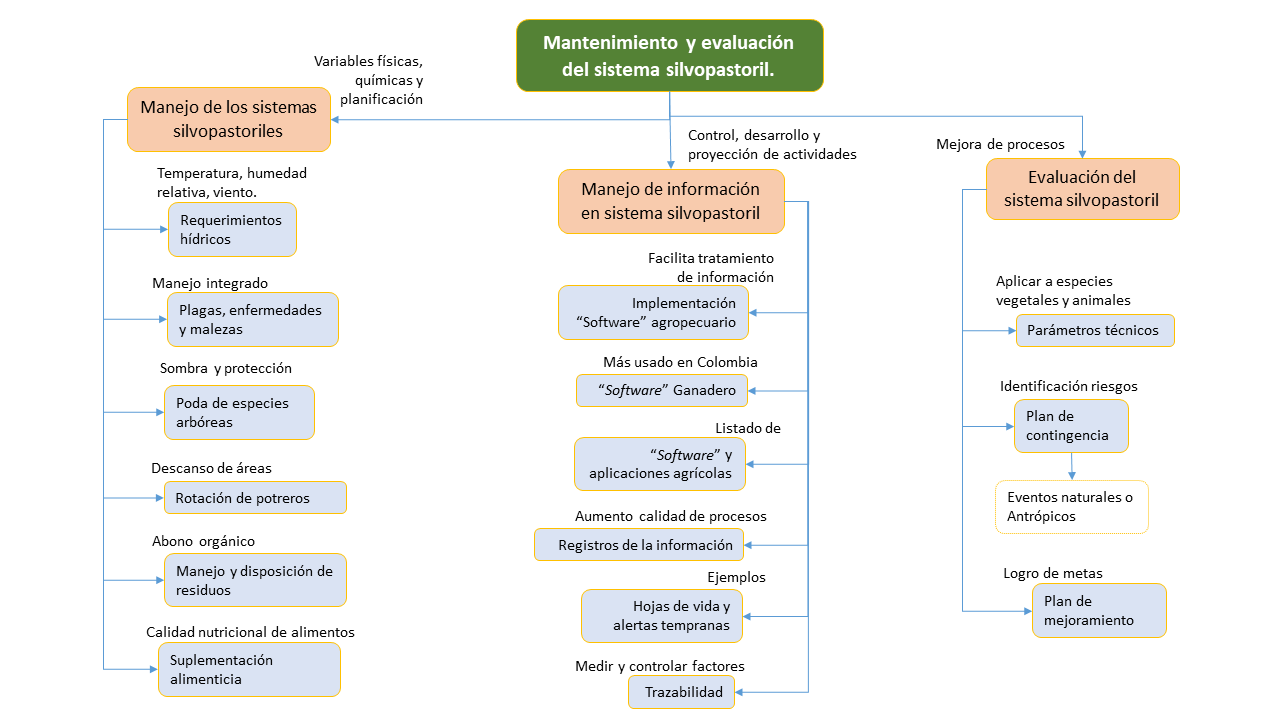 Mantenimiento y evaluación
del sistema silvopastoril.
Variables físicas,
químicas y
planificación
Manejo de los sistemas
silvopastoriles
Temperatura, humedad
relativa, viento.
Requerimientos
hídricos
Manejo integrado
Plagas, enfermedades
y malezas
Sombra y protección
Poda de especies
arbóreas
Descanso de áreas
Rotación de potreros
Abono orgánico
Manejo y disposición de
residuos
Calidad nutricional de alimentos
Suplementación
alimenticia
Control, desarrollo y
proyección de actividades
Manejo de información
en sistema silvopastoril
Facilita tratamiento
de información
Implementación
“Software” agropecuario
Más usado en Colombia
“Software” Ganadero
Listado de
“Software” y
aplicaciones agrícolas
Aumento calidad de procesos
Registros de la información
Ejemplos
Hojas de vida y
alertas tempranas
Medir y controlar factores
Trazabilidad
Mejora de procesos
Evaluación del
sistema silvopastoril
Aplicar a especies
vegetales y animales
Parámetros técnicos
Identificación riesgos
Plan de
contingencia
Eventos naturales o
Antrópicos
Logro de metas
Plan de
mejoramiento